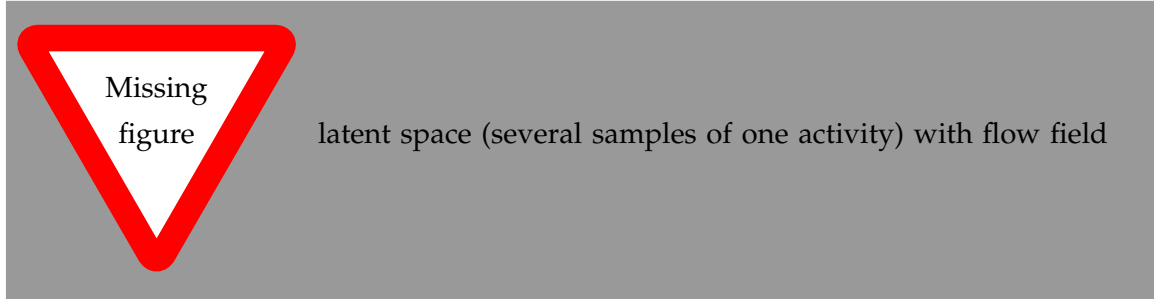 Missing
figure
latent space (several samples of one activity) with flow field